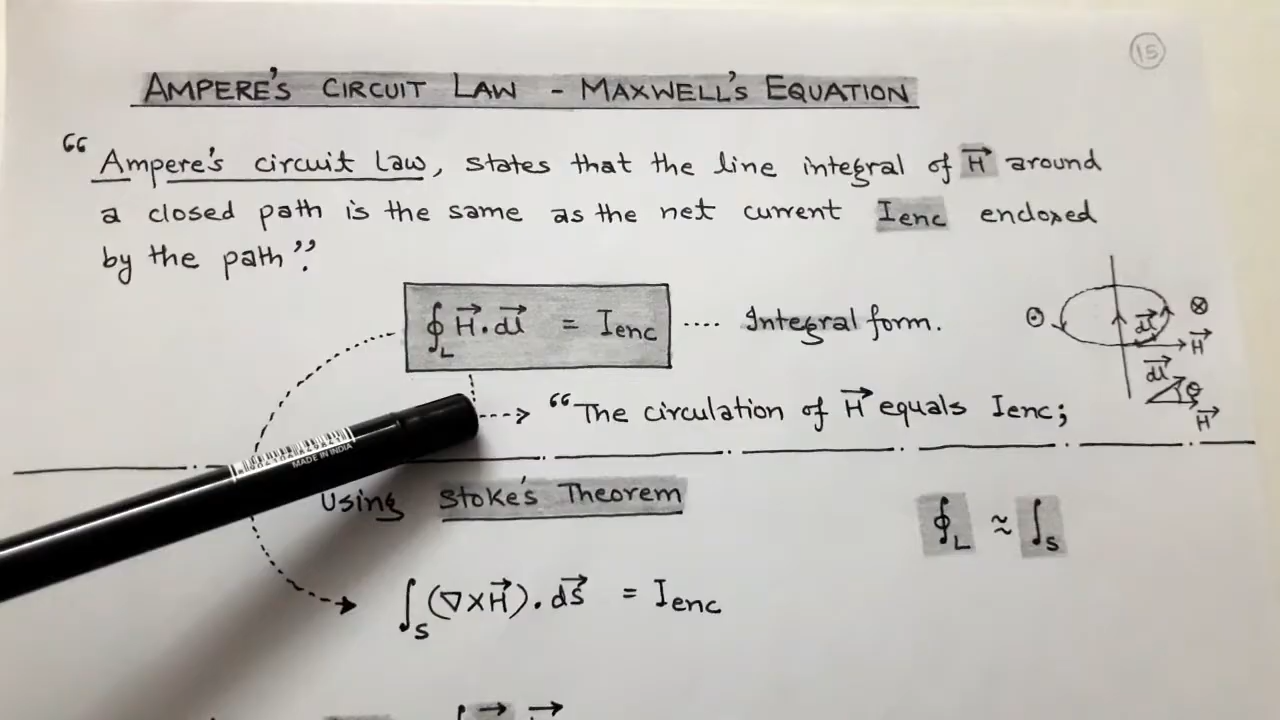 15
AMPERE'S CIRCUIT LAW - MAXWELL'S EQUATION
“Ampere's circuit law, states that the line integral of H⃗ around
a closed path is the same as the net current Ienc enclosed
by the path”.
∮L H⃗.dl⃗ = Ienc .... Integral form.
⊙ dl⃗ ⊗
H⃗
dl⃗ θ
H⃗
“The circulation of H⃗ equals Ienc;
MADE IN INDIA
Using Stoke's Theorem
∮L ≈ ∫S
∫S (∇×H⃗).dS⃗ = Ienc